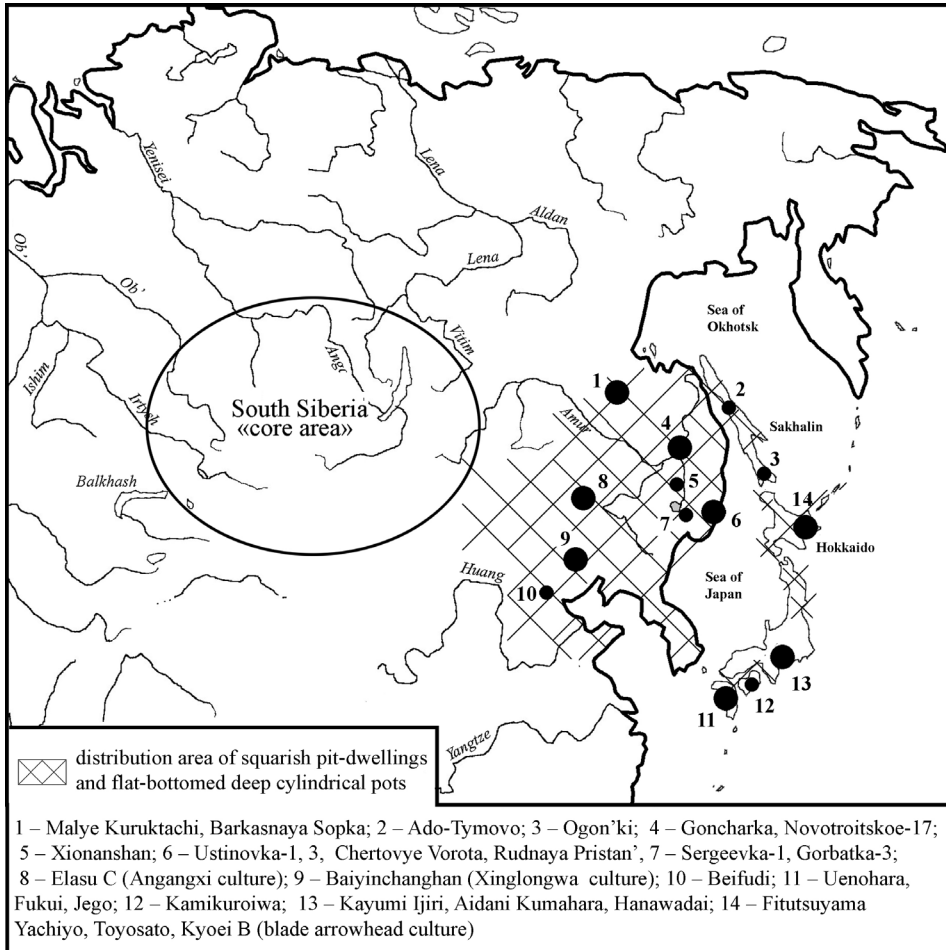 Yenisei
Lena
Aldan
Lena
Ob'
Ob'
Vitim
Anga
Sea of
Okhotsk
Ishim
Irtysh
South Siberia
«core area»
1
2
Amur
4
Sakhalin
3
Balkhash
8
5
14
7
6
Hokkaido
9
Huang
10
Sea of
Japan
13
12
11
Yangtze
distribution area of squarish pit-dwellings
and flat-bottomed deep cylindrical pots
1 – Malye Kuruktachi, Barkasnaya Sopka; 2 – Ado-Tymovo; 3 – Ogon'ki; 4 – Goncharka, Novotroitskoe-17;
5 – Xionanshan; 6 – Ustinovka-1, 3, Chertovye Vorota, Rudnaya Pristan', 7 – Sergeevka-1, Gorbatka-3;
8 – Elasu C (Angangxi culture); 9 – Baiyinchanghan (Xinglongwa culture); 10 – Beifudi; 11 – Uenohara,
Fukui, Jego; 12 – Kamikuroiwa; 13 – Kayumi Ijiri, Aidani Kumahara, Hanawadai; 14 – Fitutsuyama
Yachiyo, Toyosato, Kyoei B (blade arrowhead culture)